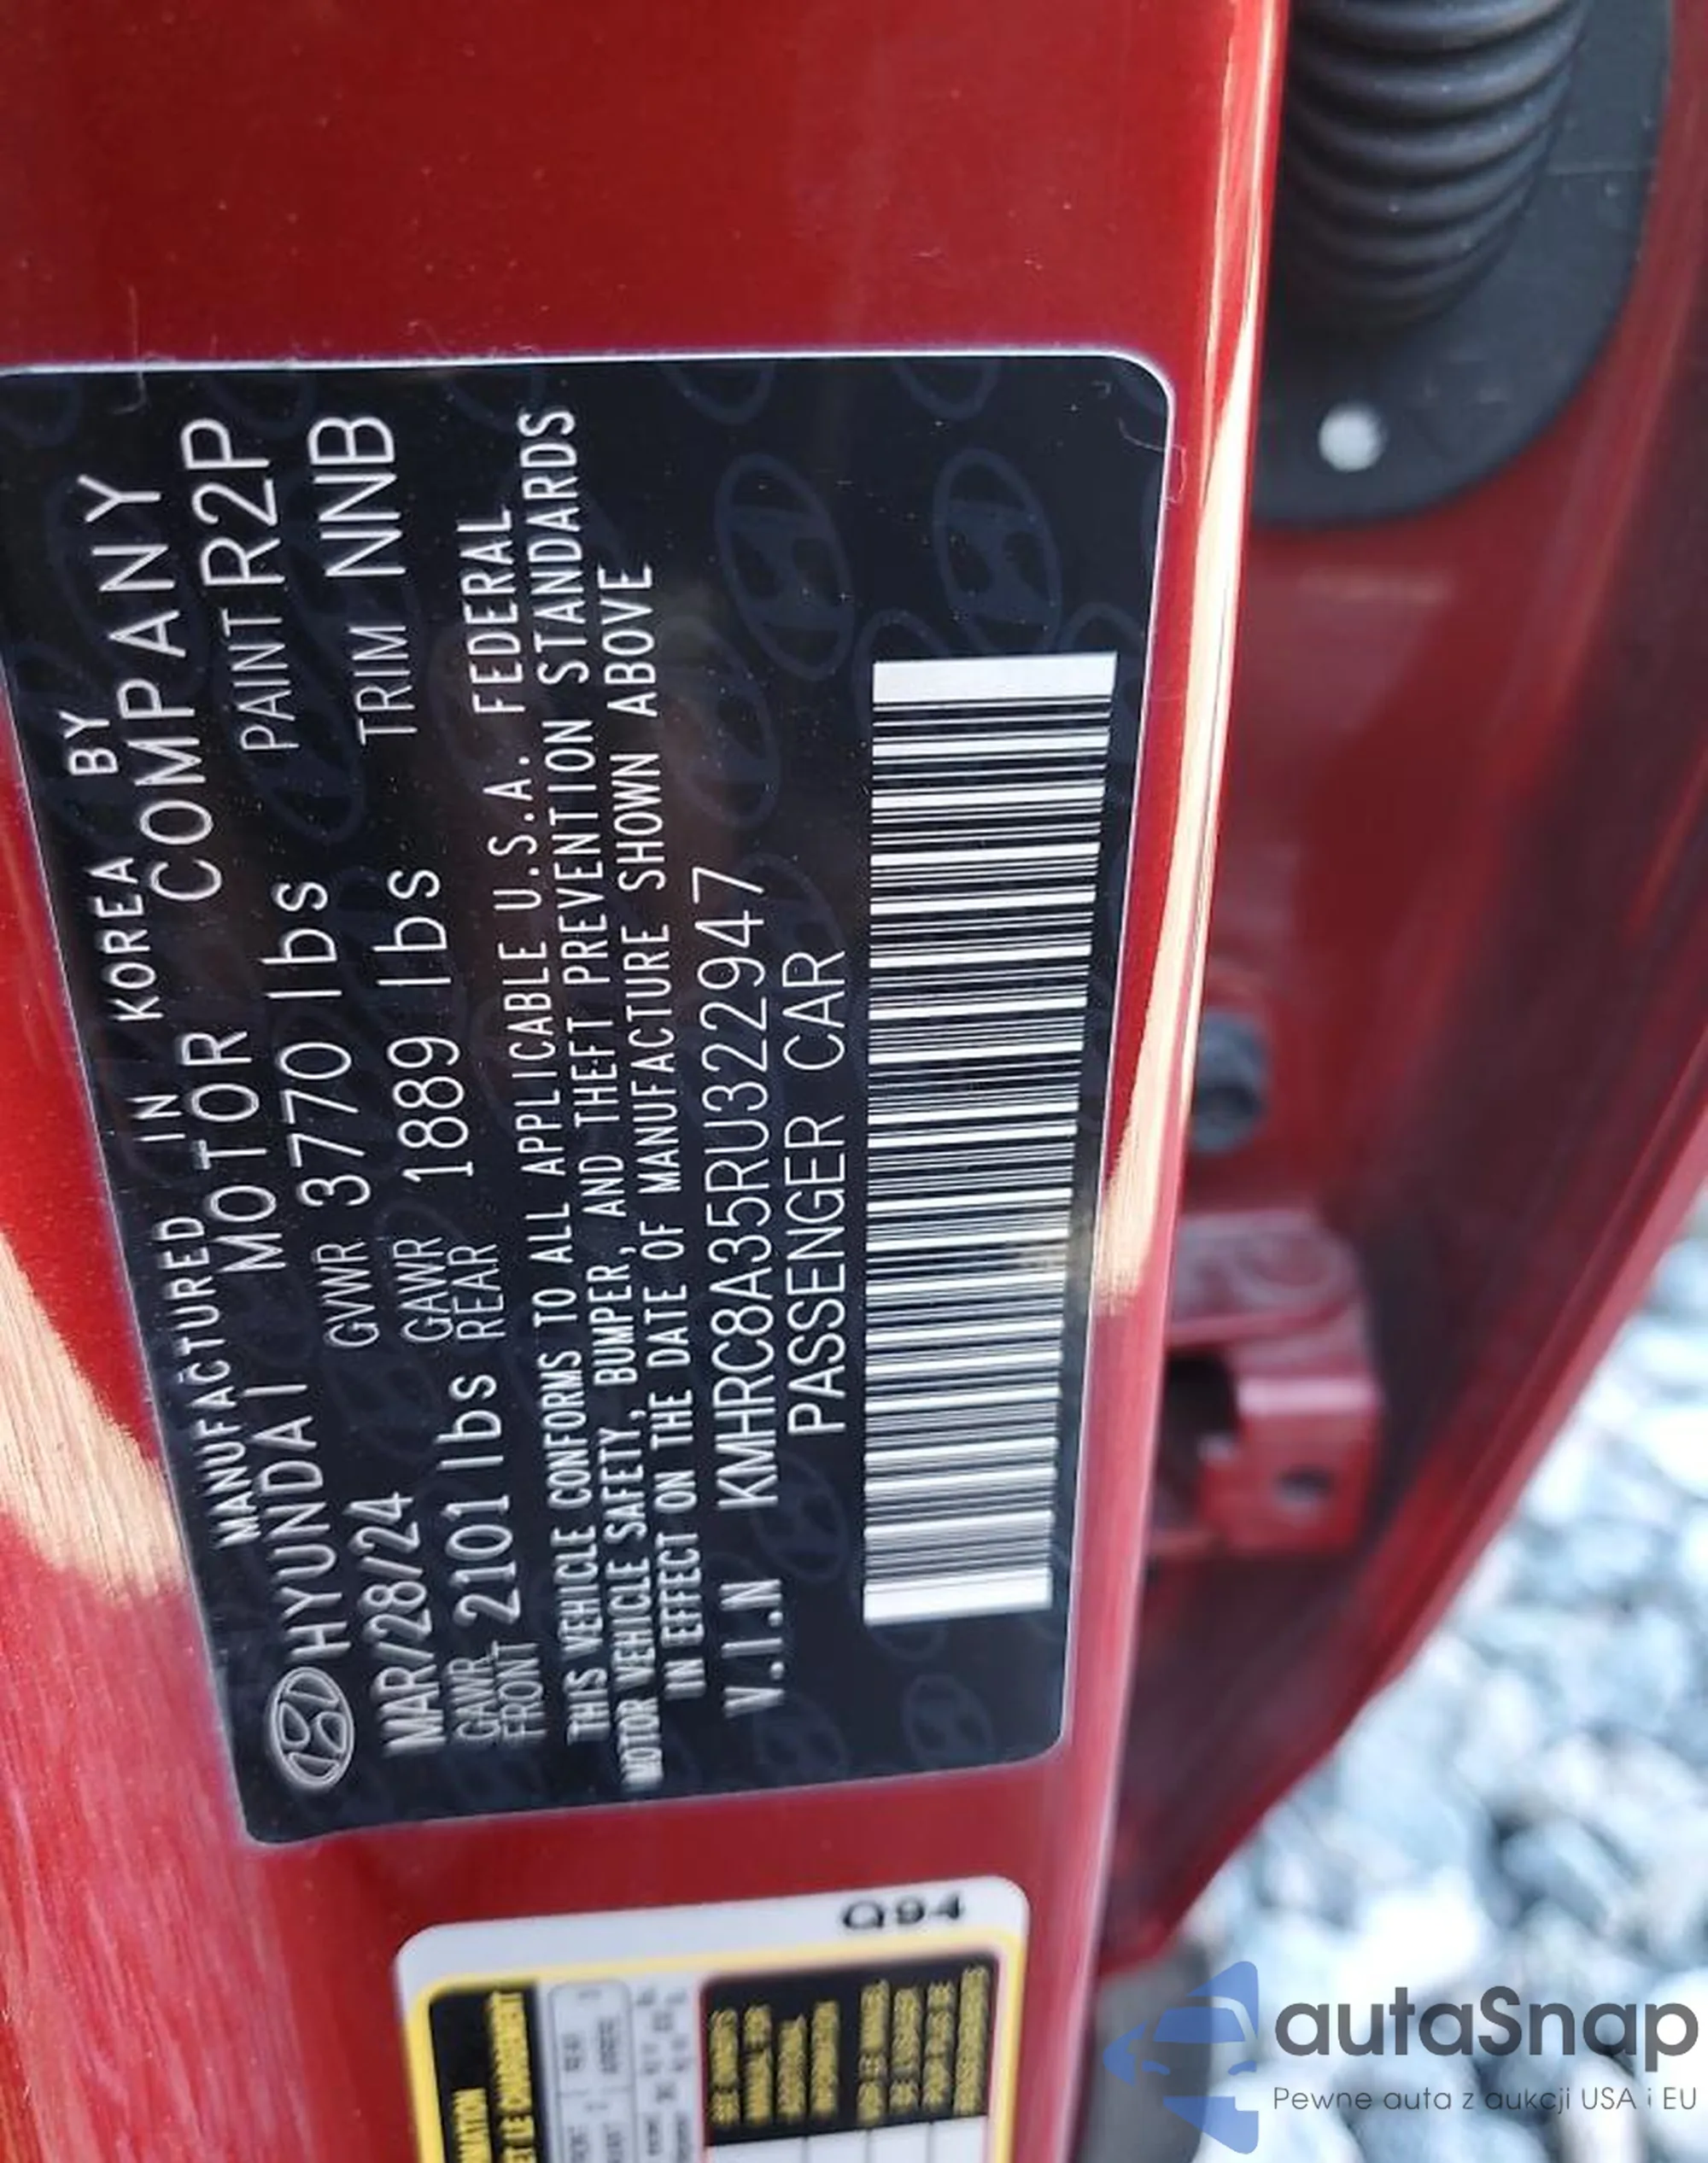 MANUFACTURED IN KOREA BY
HYUNDAI MOTOR COMPANY
MAR/28/24 GVWR 3770 lbs PAINT R2P
GAWR FRONT 2101 lbs GAWR REAR 1889 lbs TRIM NNB
THIS VEHICLE CONFORMS TO ALL APPLICABLE U.S.A. FEDERAL
MOTOR VEHICLE SAFETY, BUMPER, AND THEFT PREVENTION STANDARDS
IN EFFECT ON THE DATE OF MANUFACTURE SHOWN ABOVE
V.I.N KMHRC8A35RU322947
PASSENGER CAR
Q94
autaSnap
Pewne auta z aukcji USA i EU